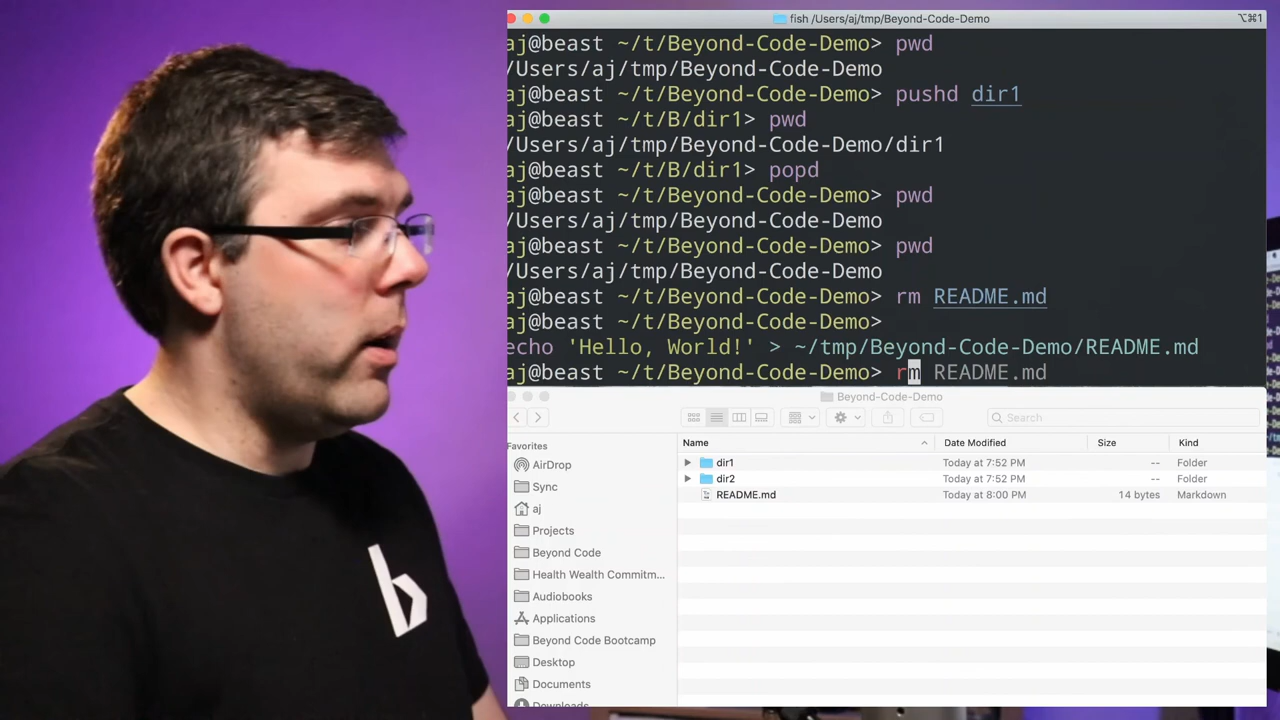 fish /Users/aj/tmp/Beyond-Code-Demo
⌥⌘1
aj@beast ~/t/Beyond-Code-Demo> pwd
/Users/aj/tmp/Beyond-Code-Demo
aj@beast ~/t/Beyond-Code-Demo> pushd dir1
aj@beast ~/t/B/dir1> pwd
/Users/aj/tmp/Beyond-Code-Demo/dir1
aj@beast ~/t/B/dir1> popd
aj@beast ~/t/Beyond-Code-Demo> pwd
/Users/aj/tmp/Beyond-Code-Demo
aj@beast ~/t/Beyond-Code-Demo> pwd
/Users/aj/tmp/Beyond-Code-Demo
aj@beast ~/t/Beyond-Code-Demo> rm README.md
aj@beast ~/t/Beyond-Code-Demo>
echo 'Hello, World!' > ~/tmp/Beyond-Code-Demo/README.md
aj@beast ~/t/Beyond-Code-Demo> rm README.md
Beyond-Code-Demo
Search
Favorites
AirDrop
Sync
aj
Projects
Beyond Code
Health Wealth Commitm...
Audiobooks
Applications
Beyond Code Bootcamp
Desktop
Documents
Downloads
Name Date Modified Size Kind
dir1 Today at 7:52 PM -- Folder
dir2 Today at 7:52 PM -- Folder
README.md Today at 8:00 PM 14 bytes Markdown
b